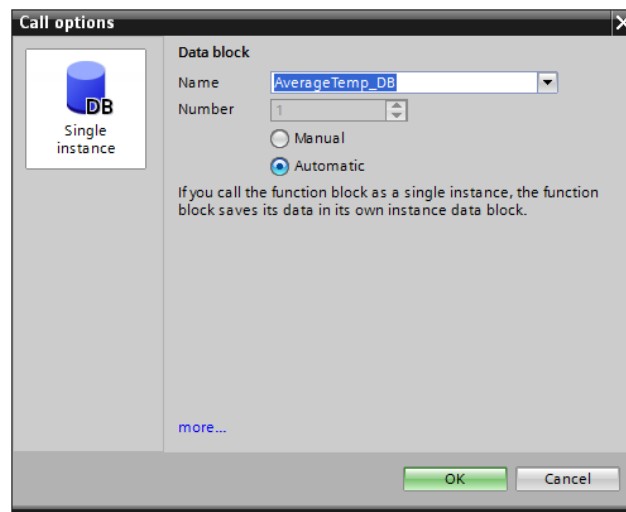 Call options
DB
Single
instance
Data block
Name AverageTemp_DB
Number 1
Manual
Automatic
If you call the function block as a single instance, the function
block saves its data in its own instance data block.
more...
OK Cancel